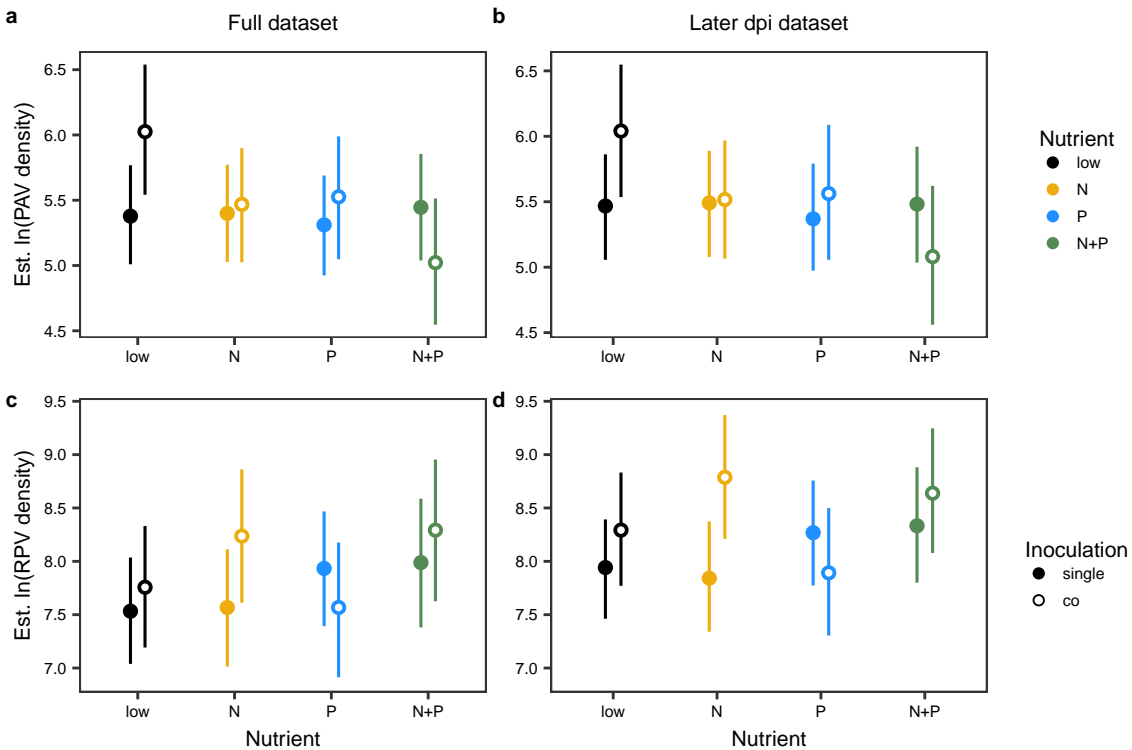 a
Full dataset
b
Later dpi dataset
Est. ln(PAV density)
6.5
6.0
5.5
5.0
4.5
low
N
P
N+P
6.5
6.0
5.5
5.0
4.5
low
N
P
N+P
Nutrient
low
N
P
N+P
c
Est. ln(RPV density)
9.5
9.0
8.5
8.0
7.5
7.0
low
N
P
N+P
Nutrient
d
9.5
9.0
8.5
8.0
7.5
7.0
low
N
P
N+P
Nutrient
Inoculation
single
co